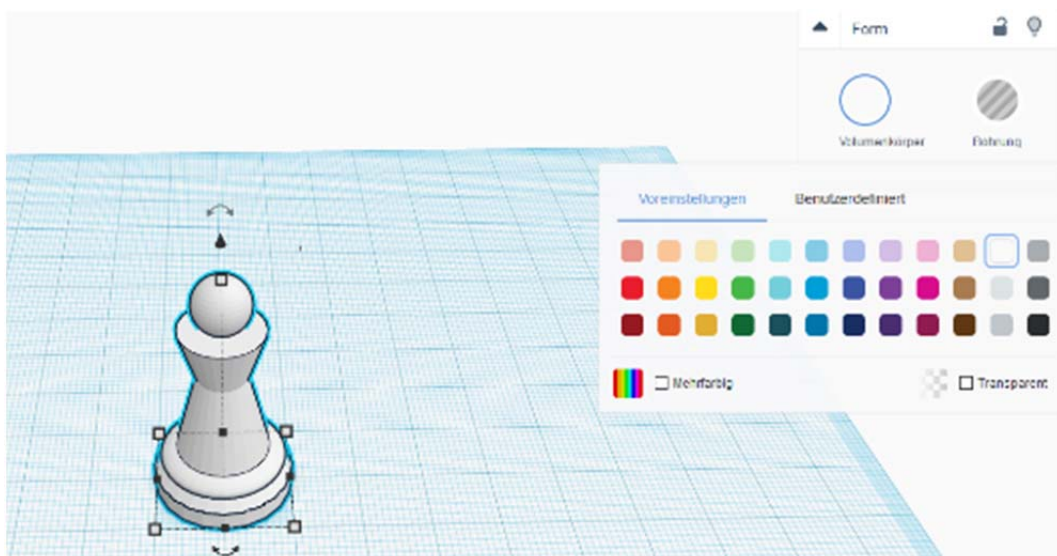 Form
Volumenkörper
Bohrung
Voreinstellungen
Benutzerdefiniert
Mehrfarbig
Transparent